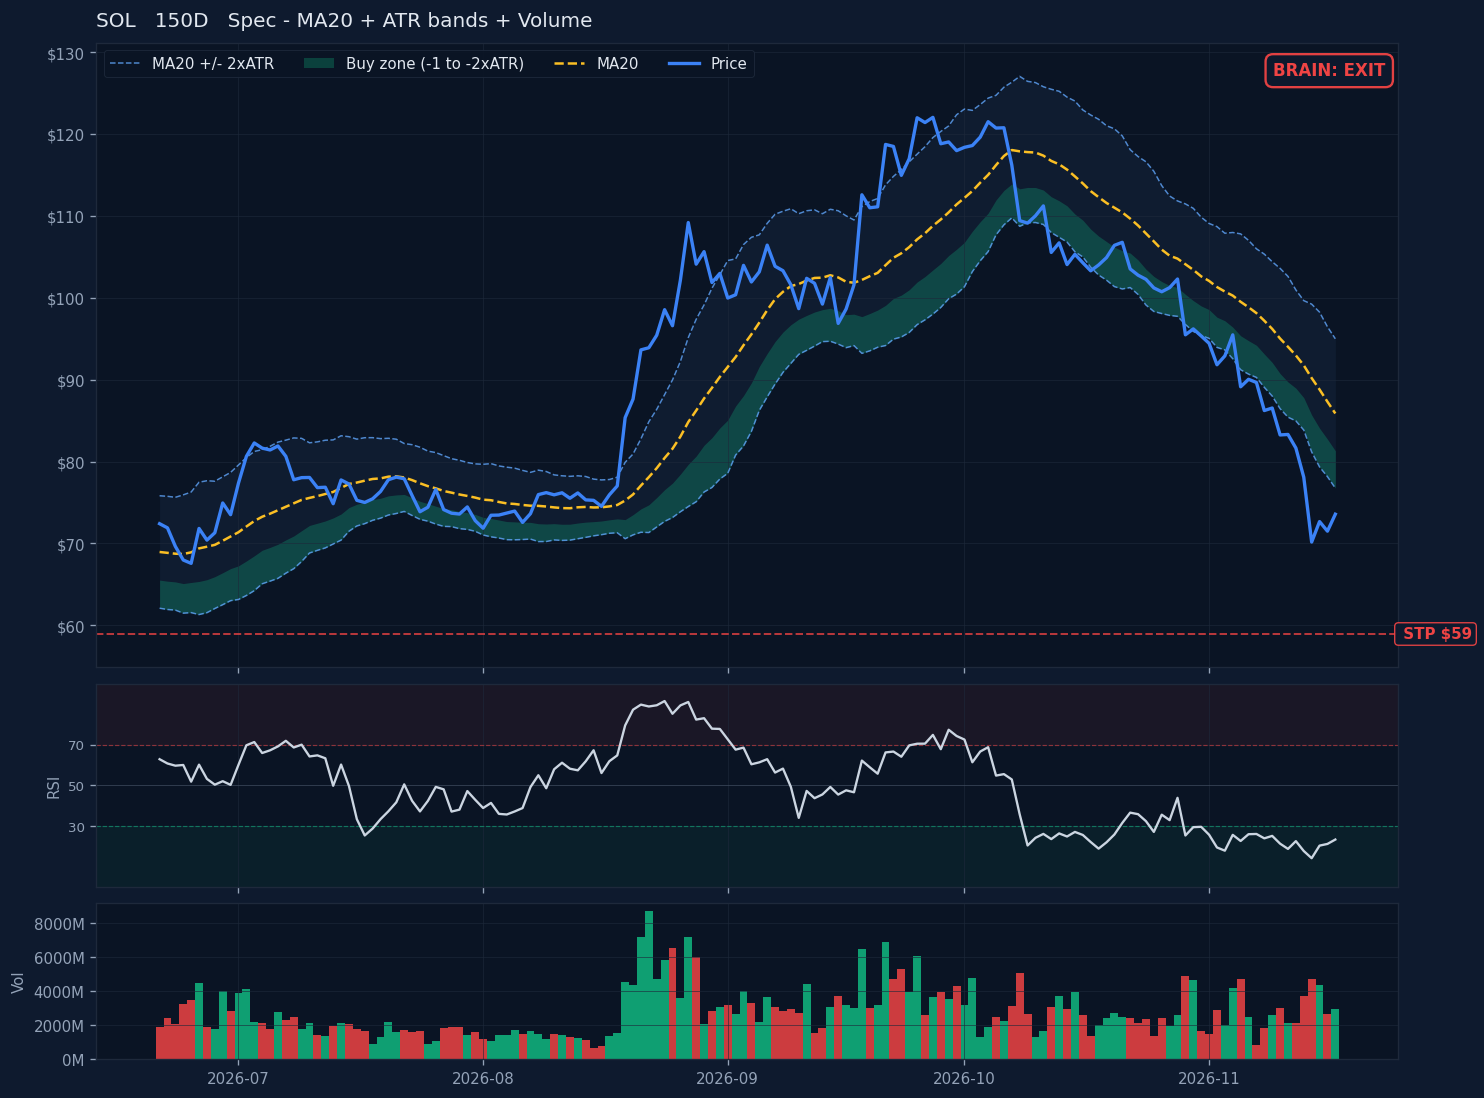 SOL   150D   Spec - MA20 + ATR bands + Volume
MA20 +/- 2xATR
Buy zone (-1 to -2xATR)
MA20
Price
BRAIN: EXIT
$130
$120
$110
$100
$90
$80
$70
$60
STP $59
RSI
70
50
30
Vol
8000M
6000M
4000M
2000M
0M
2026-07
2026-08
2026-09
2026-10
2026-11